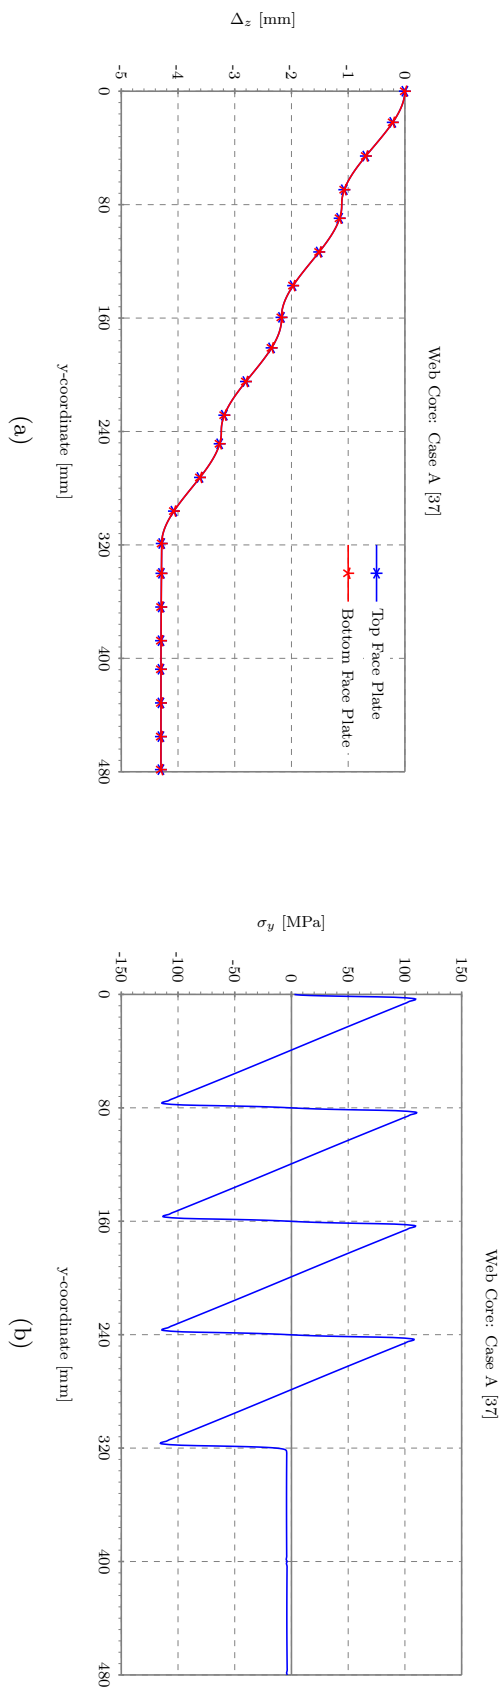 Web Core: Case A [37]
Δz [mm]
0
-1
-2
-3
-4
-5
0 80 160 240 320 400 480
y-coordinate [mm]
Top Face Plate
Bottom Face Plate
(a)
Web Core: Case A [37]
σy [MPa]
150
100
50
0
-50
-100
-150
0 80 160 240 320 400 480
y-coordinate [mm]
(b)